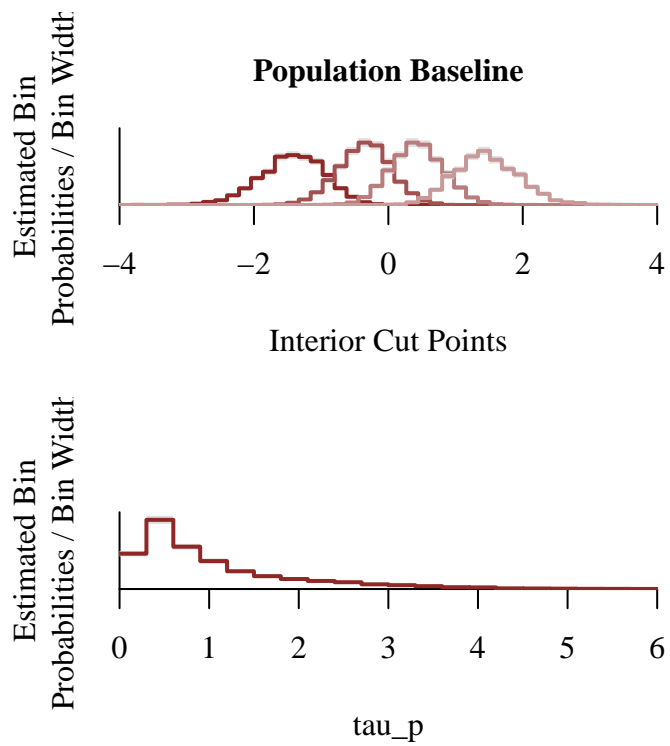 Population Baseline
Estimated Bin
Probabilities / Bin Width
−4 −2 0 2 4
Interior Cut Points
Estimated Bin
Probabilities / Bin Width
0 1 2 3 4 5 6
tau_p